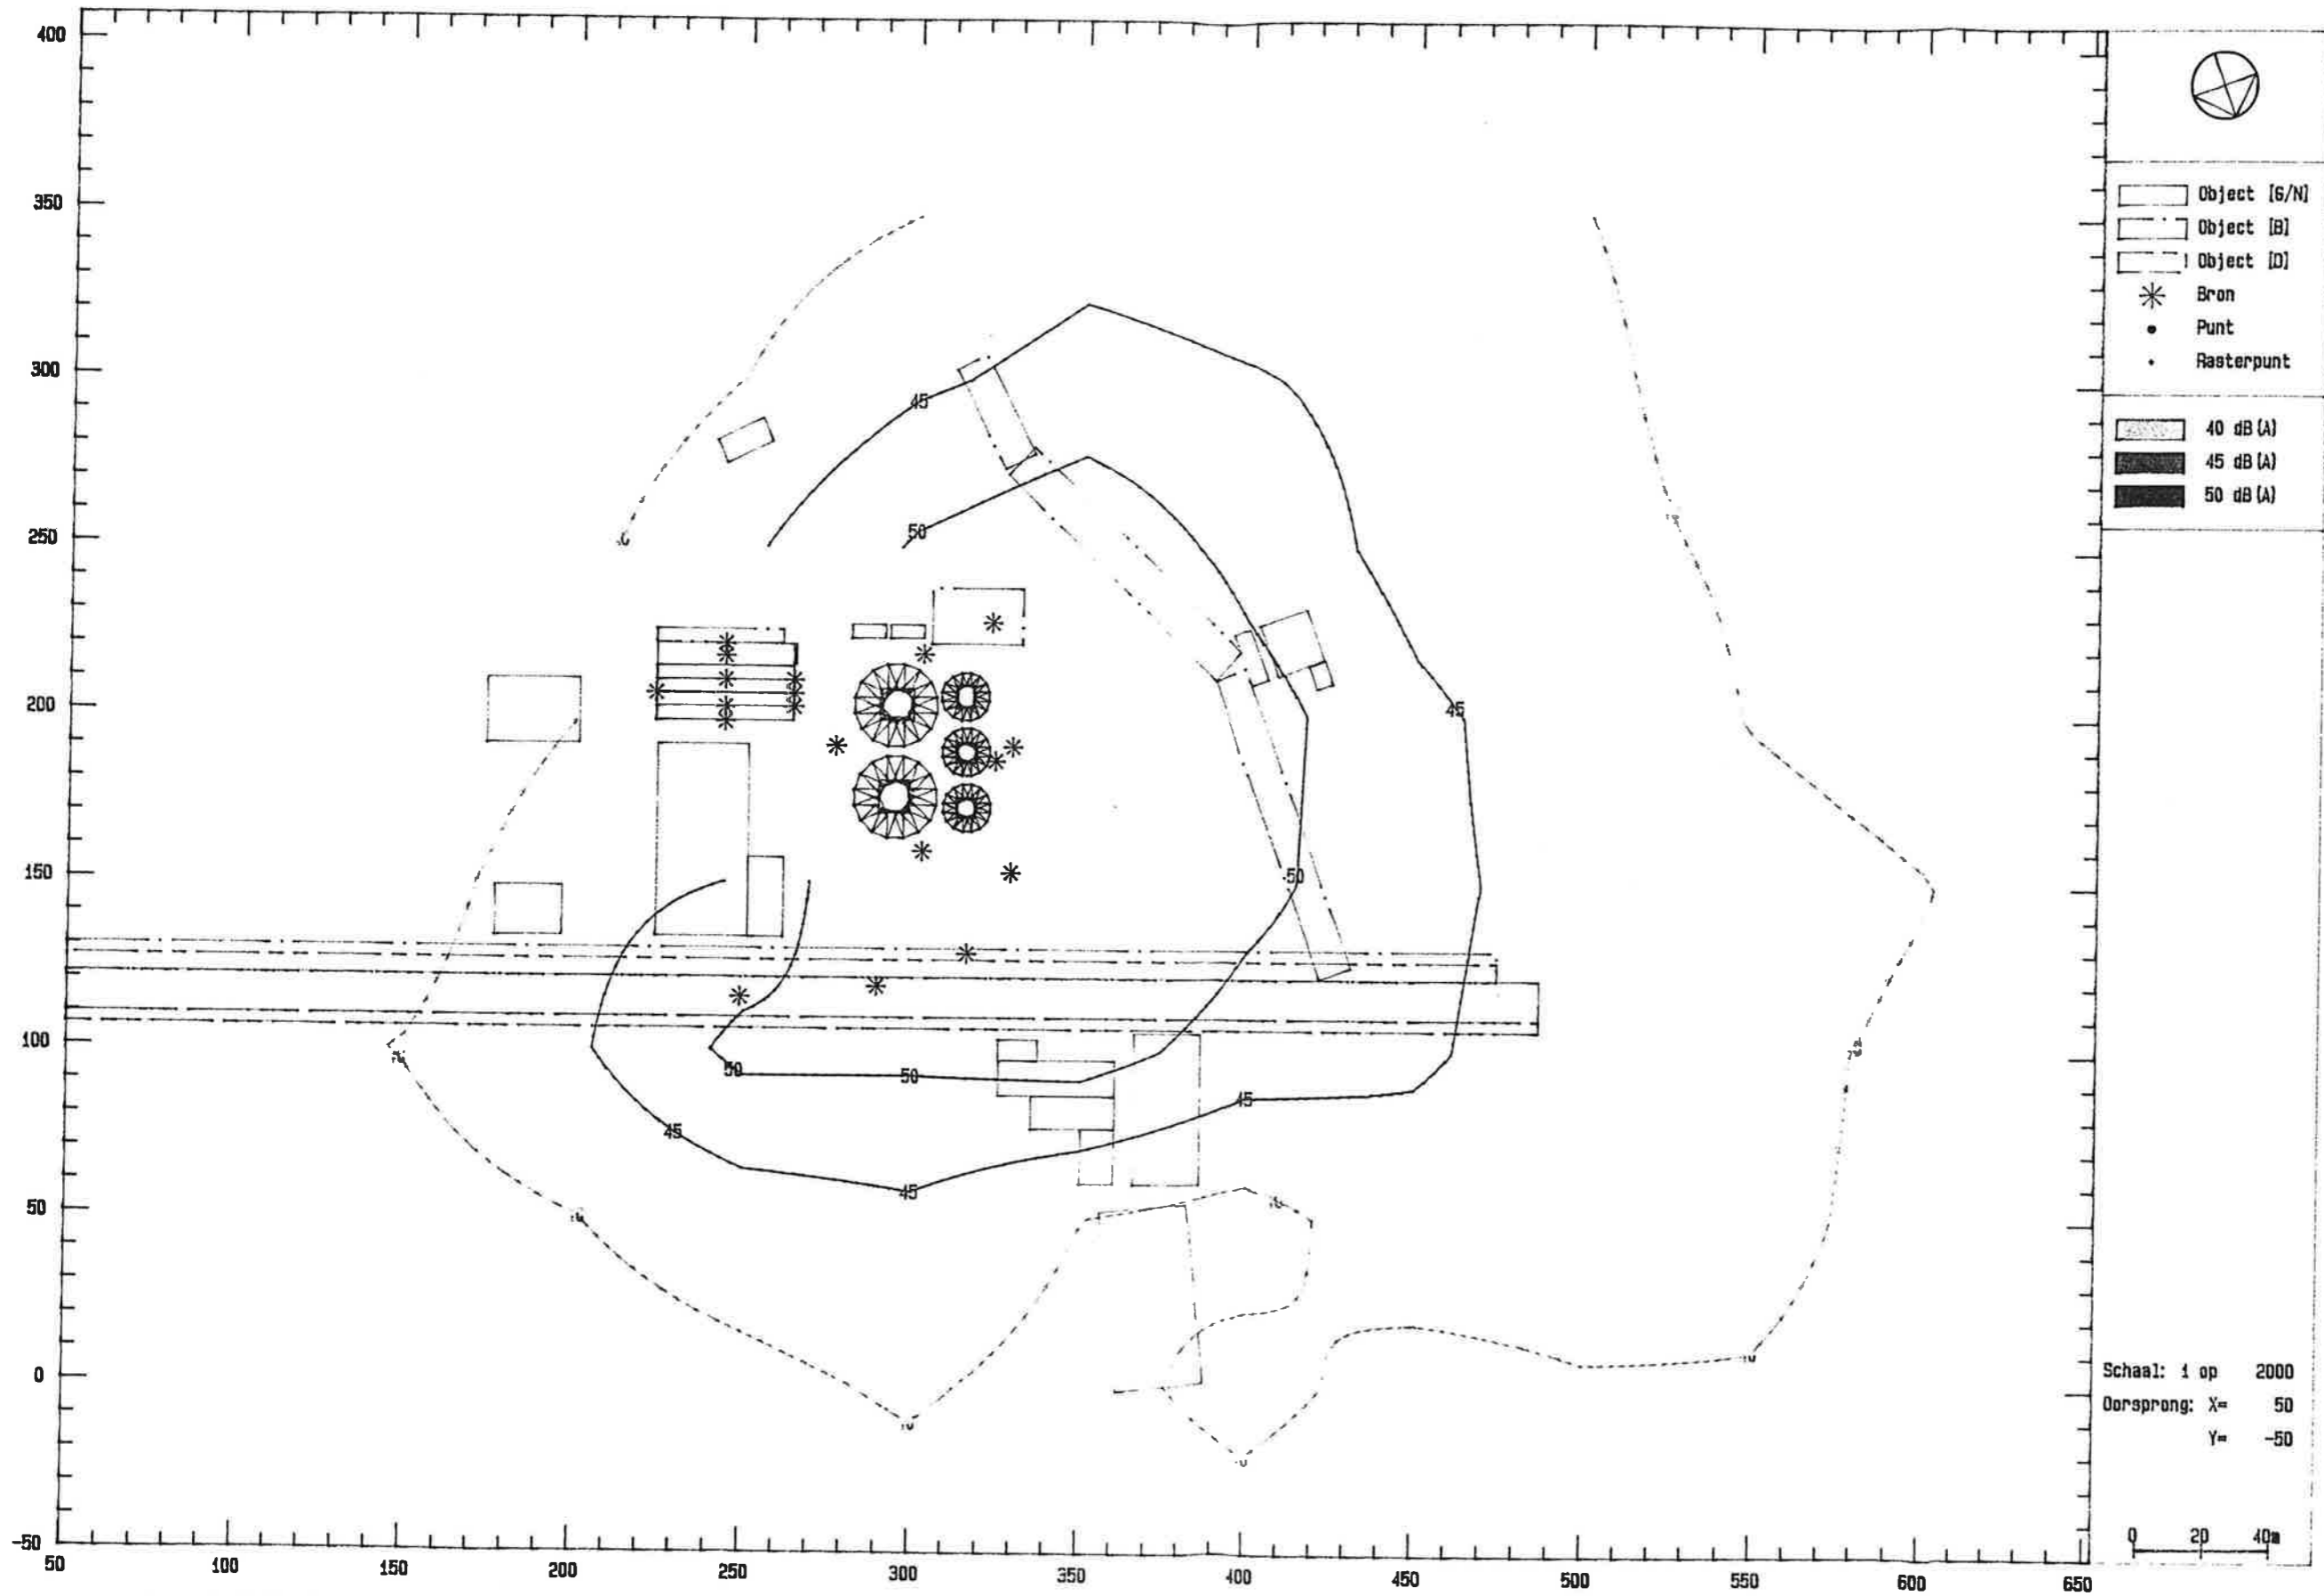 400
350
300
250
200
150
100
50
0
-50
50 100 150 200 250 300 350 400 450 500 550 600 650
45
50
45
50
50
50
45
45
45
Object [G/N]
Object [B]
Object [D]
Bron
Punt
Rasterpunt
40 dB(A)
45 dB(A)
50 dB(A)
Schaal: 1 op 2000
Oorsprong: X= 50
Y= -50
0 20 40m